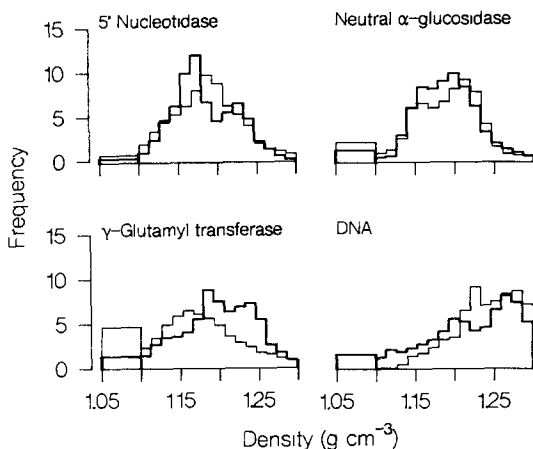 5' Nucleotidase
Neutral α-glucosidase
15
10
5
0
Frequency
γ-Glutamyl transferase
DNA
15
10
5
0
1.05
1.15
1.25
1.05
1.15
1.25
Density (g cm⁻³)